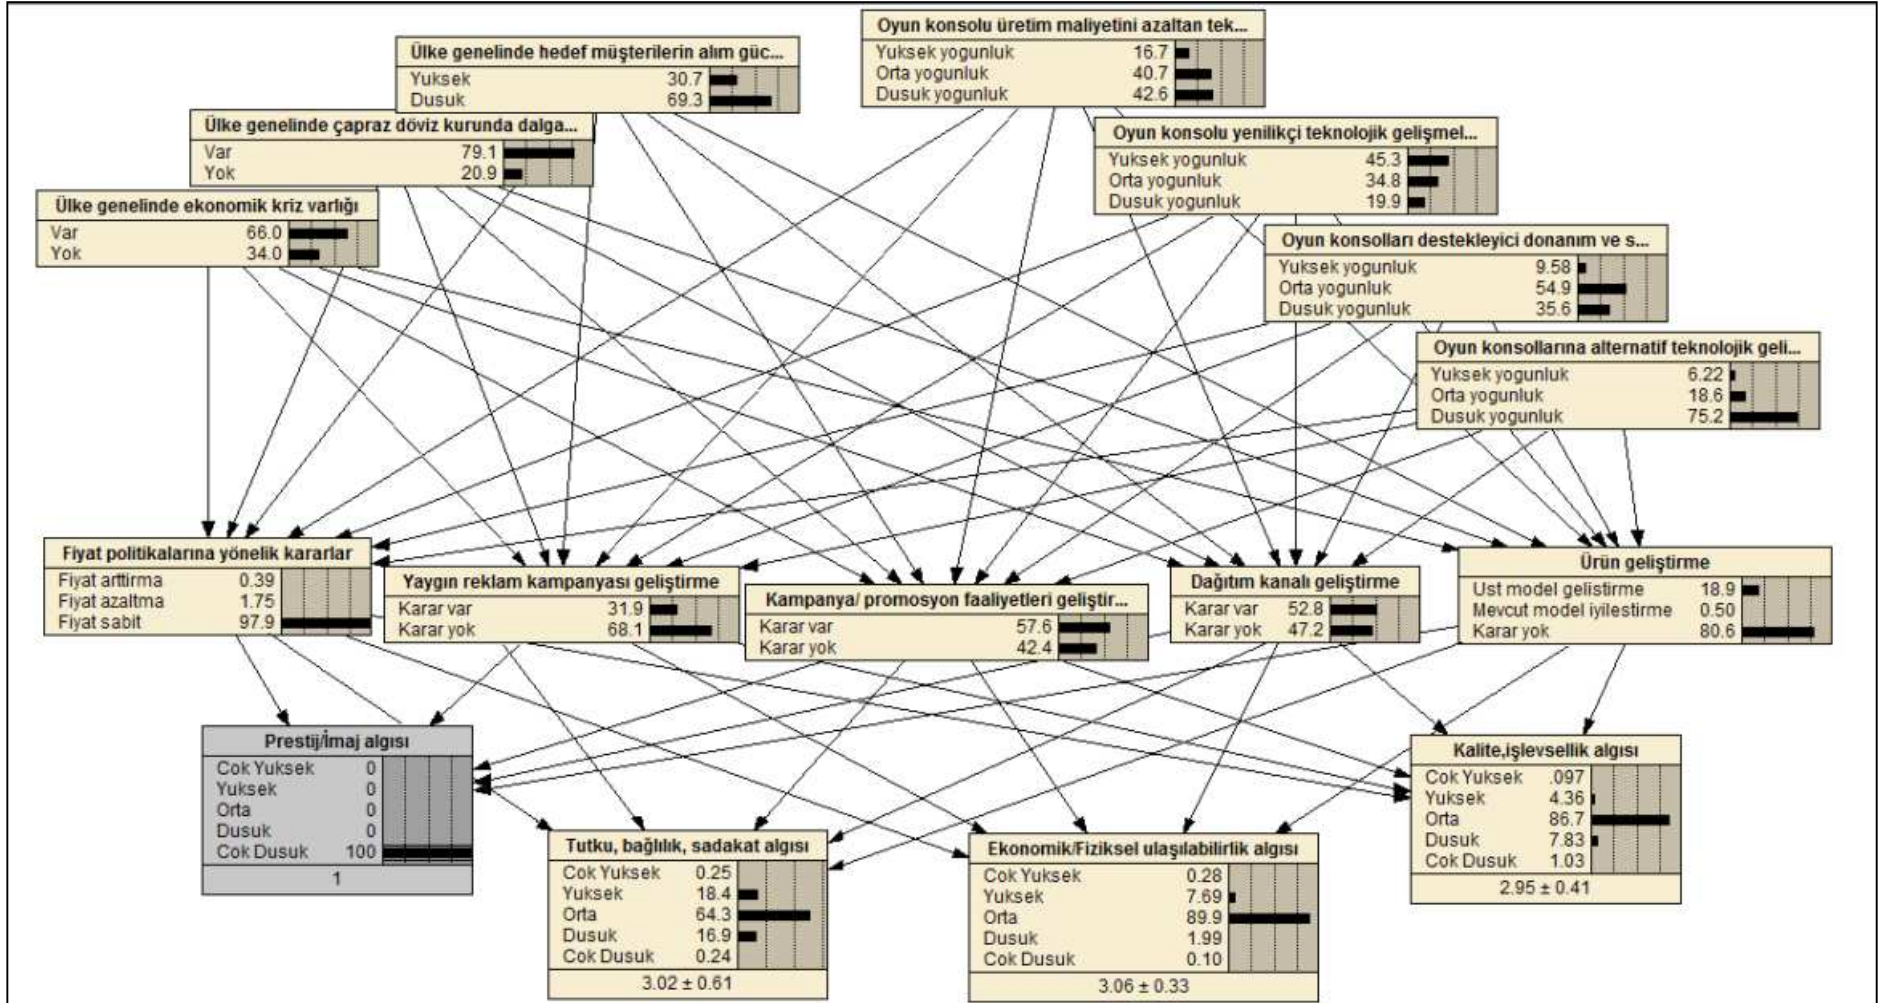 Oyun konsolu üretim maliyetini azaltan tek...
Yuksek yogunluk 16.7
Orta yogunluk 40.7
Dusuk yogunluk 42.6
Ülke genelinde hedef müşterilerin alım güc...
Yuksek 30.7
Dusuk 69.3
Ülke genelinde çapraz döviz kurunda dalga...
Var 79.1
Yok 20.9
Oyun konsolu yenilikçi teknolojik gelişmel...
Yuksek yogunluk 45.3
Orta yogunluk 34.8
Dusuk yogunluk 19.9
Ülke genelinde ekonomik kriz varlığı
Var 66.0
Yok 34.0
Oyun konsolları destekleyici donanım ve s...
Yuksek yogunluk 9.58
Orta yogunluk 54.9
Dusuk yogunluk 35.6
Oyun konsollarına alternatif teknolojik geli...
Yuksek yogunluk 6.22
Orta yogunluk 18.6
Dusuk yogunluk 75.2
Fiyat politikalarına yönelik kararlar
Fiyat arttirma 0.39
Fiyat azaltma 1.75
Fiyat sabit 97.9
Yaygın reklam kampanyası geliştirme
Karar var 31.9
Karar yok 68.1
Kampanya/ promosyon faaliyetleri geliştir...
Karar var 57.6
Karar yok 42.4
Dağıtım kanalı geliştirme
Karar var 52.8
Karar yok 47.2
Ürün geliştirme
Ust model gelistirme 18.9
Mevcut model iyilestirme 0.50
Karar yok 80.6
Prestij/İmaj algısı
Cok Yuksek 0
Yuksek 0
Orta 0
Dusuk 0
Cok Dusuk 100
1
Tutku, bağlılık, sadakat algısı
Cok Yuksek 0.25
Yuksek 18.4
Orta 64.3
Dusuk 16.9
Cok Dusuk 0.24
3.02 ± 0.61
Ekonomik/Fiziksel ulaşılabilirlik algısı
Cok Yuksek 0.28
Yuksek 7.69
Orta 89.9
Dusuk 1.99
Cok Dusuk 0.10
3.06 ± 0.33
Kalite,işlevsellik algısı
Cok Yuksek .097
Yuksek 4.36
Orta 86.7
Dusuk 7.83
Cok Dusuk 1.03
2.95 ± 0.41